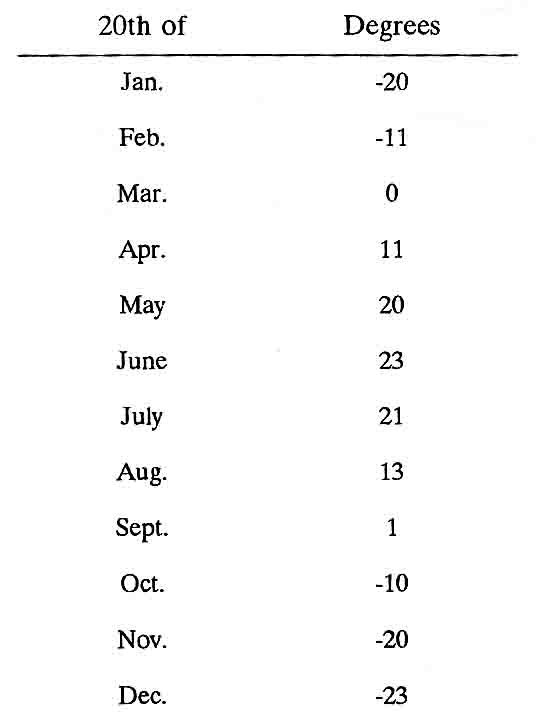 20th of Degrees
Jan. -20
Feb. -11
Mar. 0
Apr. 11
May 20
June 23
July 21
Aug. 13
Sept. 1
Oct. -10
Nov. -20
Dec. -23